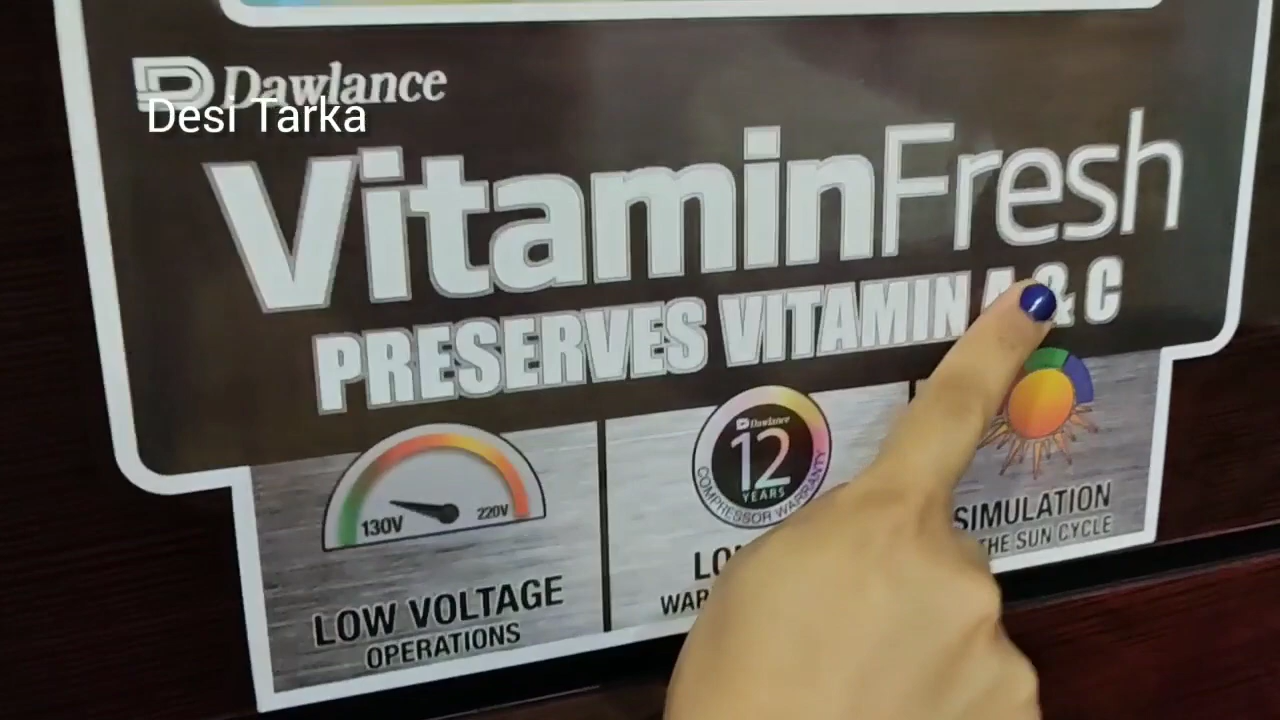 Dawlance
Desi Tarka
VitaminFresh
PRESERVES VITAMIN A & C
130V
220V
Dawlance
12
YEARS
COMPRESSOR WARRANTY
LOW VOLTAGE
OPERATIONS
SIMULATION
THE SUN CYCLE